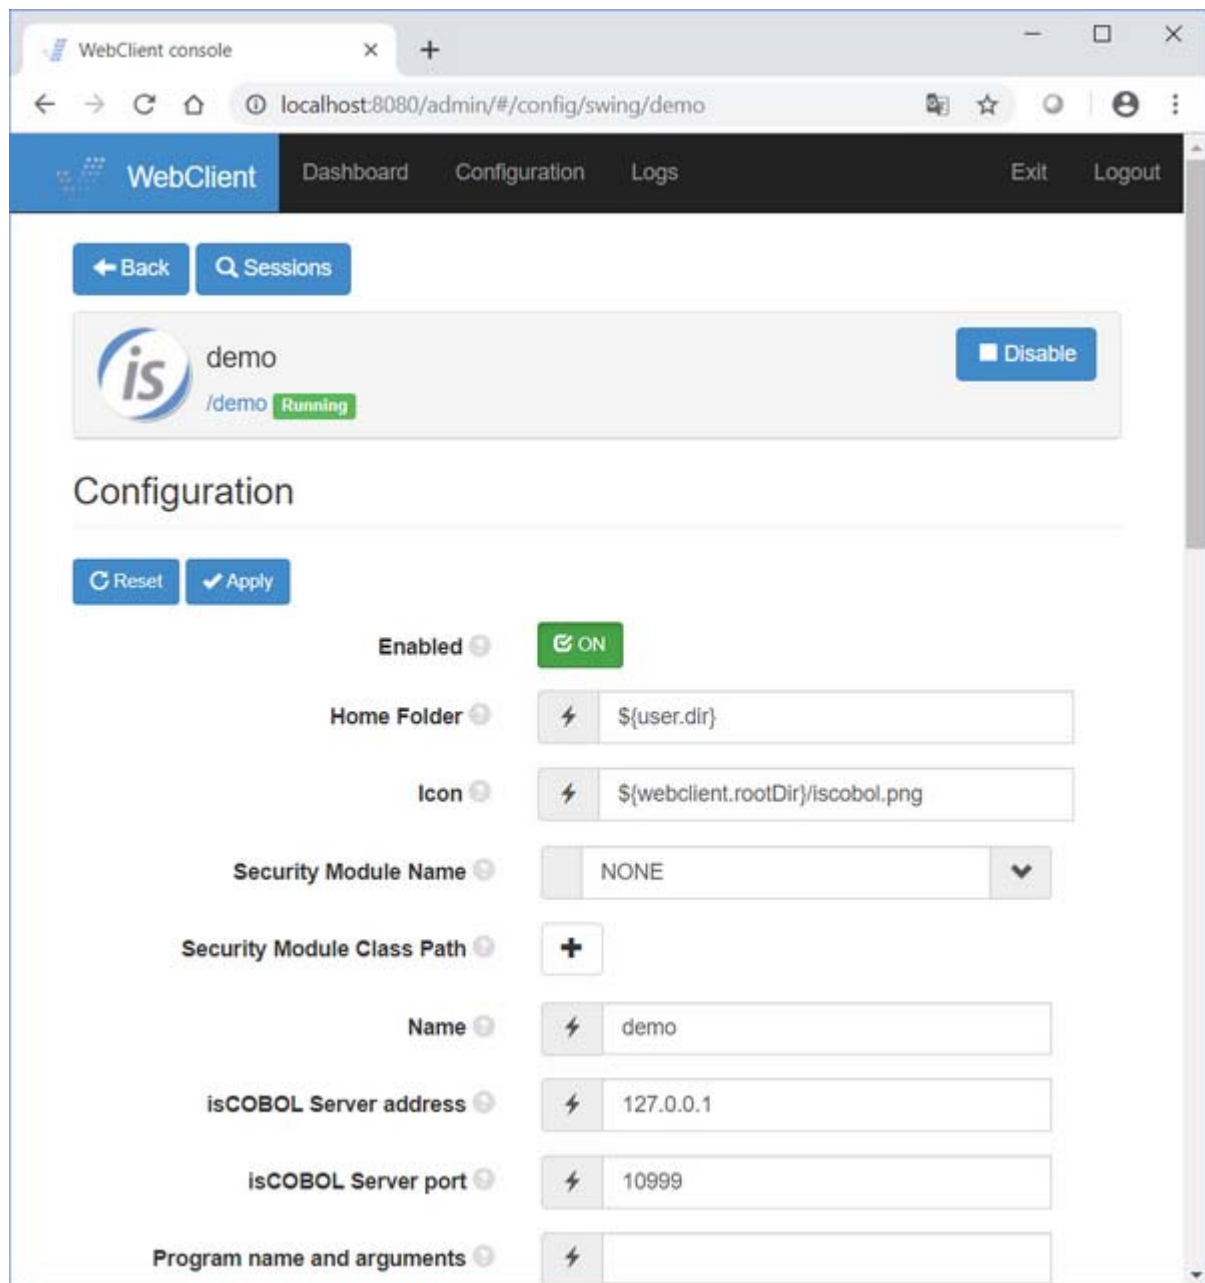 WebClient console
localhost:8080/admin/#/config/swing/demo
WebClient Dashboard Configuration Logs Exit Logout
Back Sessions
is
demo
Disable
/demo Running
Configuration
Reset Apply
Enabled ON
Home Folder ${user.dir}
Icon ${webclient.rootDir}/iscobol.png
Security Module Name NONE
Security Module Class Path
Name demo
isCOBOL Server address 127.0.0.1
isCOBOL Server port 10999
Program name and arguments